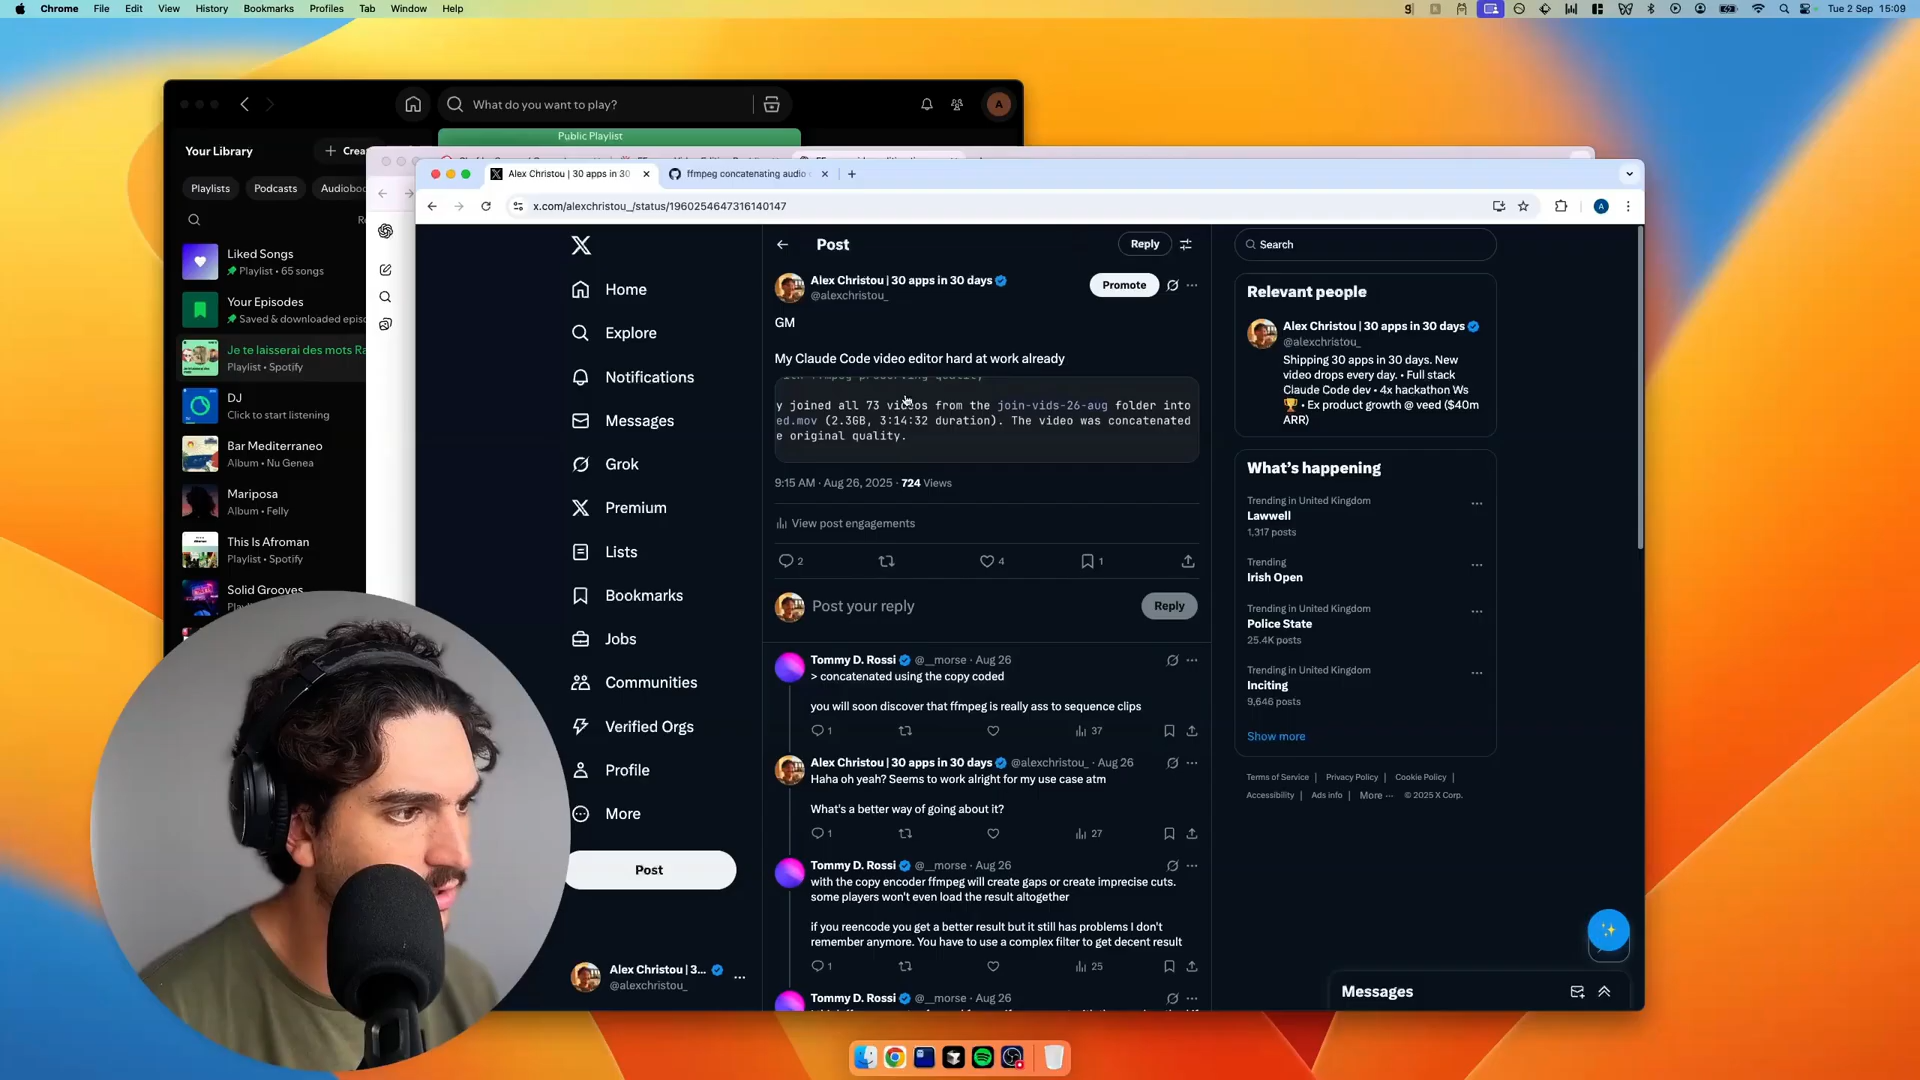 Chrome
File
Edit
View
History
Bookmarks
Profiles
Tab
Window
Help
Tue 2 Sep 15:09
What do you want to play?
A
Public Playlist
Your Library
Playlists
Podcasts
Liked Songs
Playlist • 65 songs
Your Episodes
Je te laisserai des mots
Playlist • Spotify
DJ
Click to start listening
Bar Mediterraneo
Album • Nu Genea
Mariposa
Album • Felly
This Is Afroman
Playlist • Spotify
Solid Grooves
Alex Christou | 30 apps in 30
ffmpeg concatenating audio
x.com/alexchristou_/status/1960254647316140147
A
Home
Explore
Notifications
Messages
Grok
Premium
Lists
Bookmarks
Jobs
Communities
Verified Orgs
Profile
More
Post
Alex Christou | 3...
@alexchristou_
Post
Reply
Alex Christou | 30 apps in 30 days
@alexchristou_
Promote
GM
My Claude Code video editor hard at work already
y joined all 73 videos from the join-vids-26-aug folder into
ed.mov (2.3GB, 3:14:32 duration). The video was concatenated
e original quality.
9:15 AM · Aug 26, 2025 · 724 Views
View post engagements
2
4
1
Post your reply
Reply
Tommy D. Rossi @__morse · Aug 26
> concatenated using the copy coded
you will soon discover that ffmpeg is really ass to sequence clips
1
37
Alex Christou | 30 apps in 30 days @alexchristou_ · Aug 26
Haha oh yeah? Seems to work alright for my use case atm
What's a better way of going about it?
1
27
Tommy D. Rossi @__morse · Aug 26
with the copy encoder ffmpeg will create gaps or create imprecise cuts.
some players won't even load the result altogether
if you reencode you get a better result but it still has problems I don't
remember anymore. You have to use a complex filter to get decent result
1
25
Tommy D. Rossi @__morse · Aug 26
Search
Relevant people
Alex Christou | 30 apps in 30 days
@alexchristou_
Shipping 30 apps in 30 days. New
video drops every day. • Full stack
Claude Code dev • 4x hackathon Ws
🏆 • Ex product growth @ veed ($40m
ARR)
What's happening
Trending in United Kingdom
Lawwell
1,317 posts
Trending
Irish Open
Trending in United Kingdom
Police State
25.4K posts
Trending in United Kingdom
Inciting
9,646 posts
Show more
Terms of Service | Privacy Policy | Cookie Policy |
Accessibility | Ads info | More ··· © 2025 X Corp.
Messages